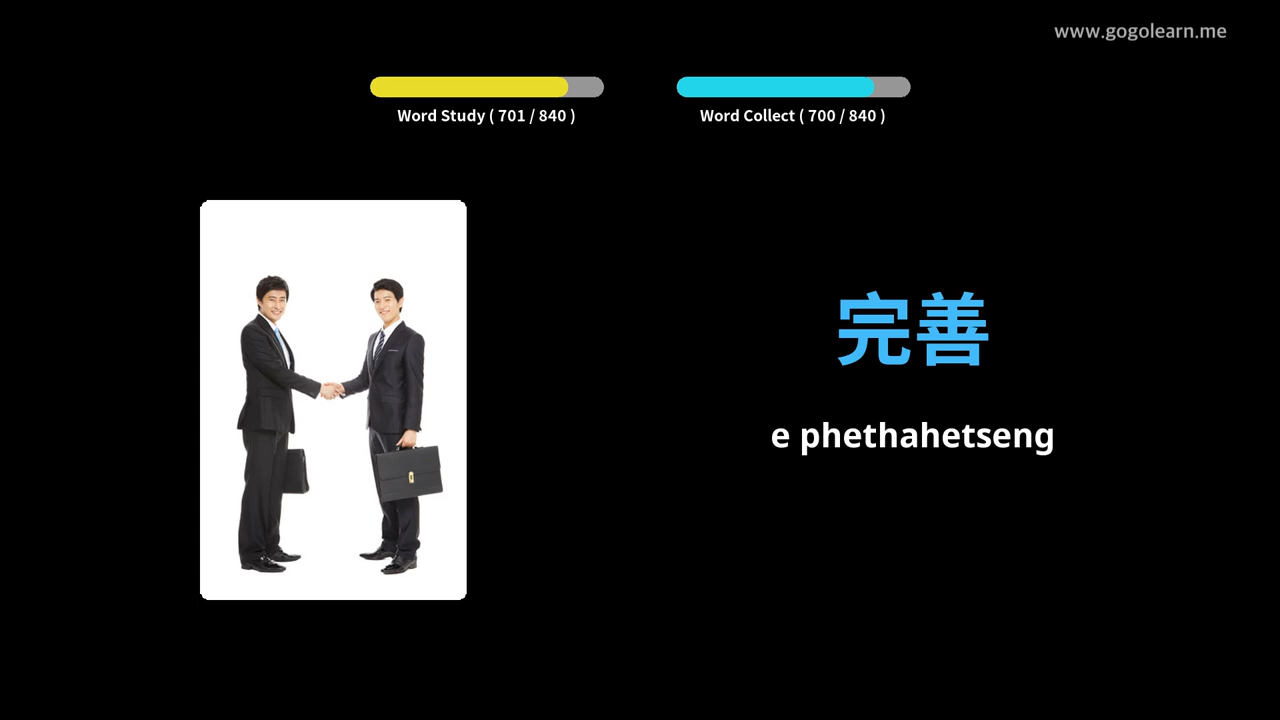 www.gogolearn.me
Word Study ( 701 / 840 )
Word Collect ( 700 / 840 )
完善
e phethahetseng